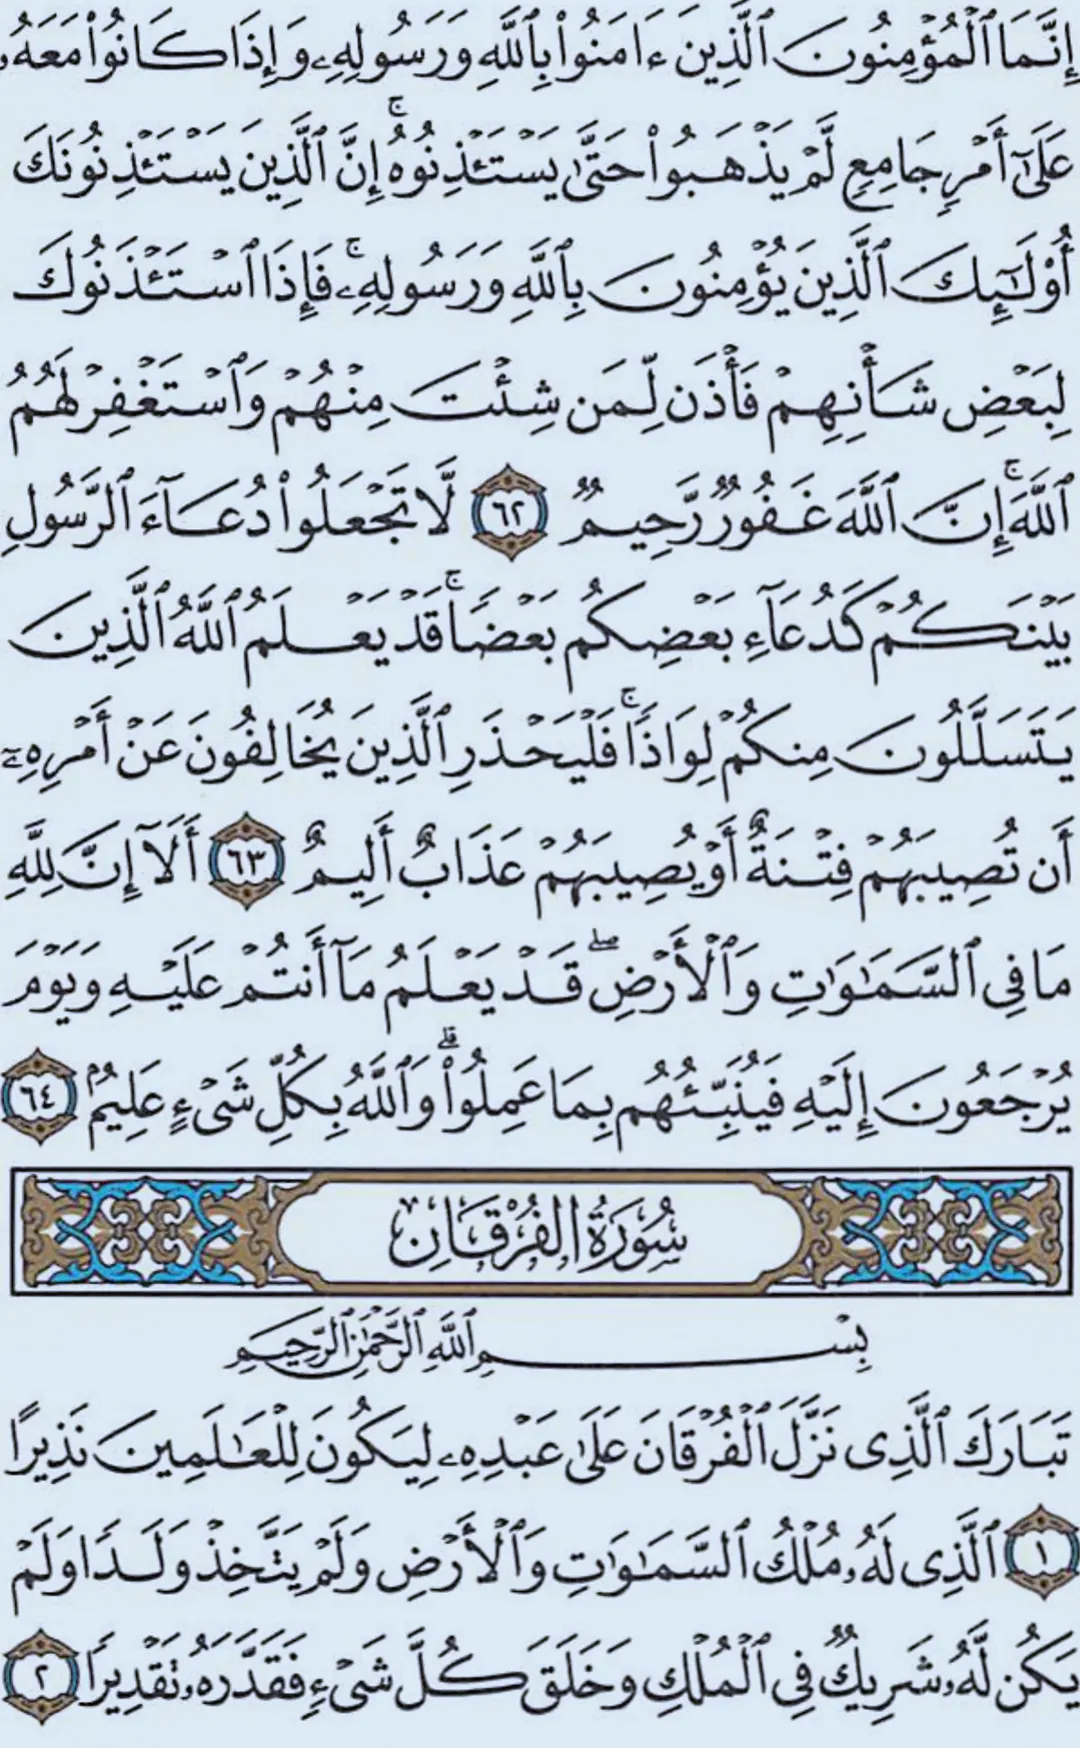 إِنَّمَا ٱلْمُؤْمِنُونَ ٱلَّذِينَ ءَامَنُوا۟ بِٱللَّهِ وَرَسُولِهِۦ وَإِذَا كَانُوا۟ مَعَهُۥ
عَلَىٰٓ أَمْرٍ جَامِعٍ لَّمْ يَذْهَبُوا۟ حَتَّىٰ يَسْتَـْٔذِنُوهُ ۚ إِنَّ ٱلَّذِينَ يَسْتَـْٔذِنُونَكَ
أُو۟لَـٰٓئِكَ ٱلَّذِينَ يُؤْمِنُونَ بِٱللَّهِ وَرَسُولِهِۦ ۚ فَإِذَا ٱسْتَـْٔذَنُوكَ
لِبَعْضِ شَأْنِهِمْ فَأْذَن لِّمَن شِئْتَ مِنْهُمْ وَٱسْتَغْفِرْ لَهُمُ
ٱللَّهَ ۚ إِنَّ ٱللَّهَ غَفُورٌ رَّحِيمٌ ٦٢ لَّا تَجْعَلُوا۟ دُعَآءَ ٱلرَّسُولِ
بَيْنَكُمْ كَدُعَآءِ بَعْضِكُم بَعْضًا ۚ قَدْ يَعْلَمُ ٱللَّهُ ٱلَّذِينَ
يَتَسَلَّلُونَ مِنكُمْ لِوَاذًا ۚ فَلْيَحْذَرِ ٱلَّذِينَ يُخَالِفُونَ عَنْ أَمْرِهِۦٓ
أَن تُصِيبَهُمْ فِتْنَةٌ أَوْ يُصِيبَهُمْ عَذَابٌ أَلِيمٌ ٦٣ أَلَآ إِنَّ لِلَّهِ
مَا فِى ٱلسَّمَـٰوَٰتِ وَٱلْأَرْضِ ۖ قَدْ يَعْلَمُ مَآ أَنتُمْ عَلَيْهِ وَيَوْمَ
يُرْجَعُونَ إِلَيْهِ فَيُنَبِّئُهُم بِمَا عَمِلُوا۟ ۗ وَٱللَّهُ بِكُلِّ شَىْءٍ عَلِيمٌۢ ٦٤
سُورَةُ الفُرْقَانِ
بِسْمِ ٱللَّهِ ٱلرَّحْمَـٰنِ ٱلرَّحِيمِ
تَبَارَكَ ٱلَّذِى نَزَّلَ ٱلْفُرْقَانَ عَلَىٰ عَبْدِهِۦ لِيَكُونَ لِلْعَـٰلَمِينَ نَذِيرًا
١ ٱلَّذِى لَهُۥ مُلْكُ ٱلسَّمَـٰوَٰتِ وَٱلْأَرْضِ وَلَمْ يَتَّخِذْ وَلَدًا وَلَمْ
يَكُن لَّهُۥ شَرِيكٌ فِى ٱلْمُلْكِ وَخَلَقَ كُلَّ شَىْءٍ فَقَدَّرَهُۥ تَقْدِيرًا ٢